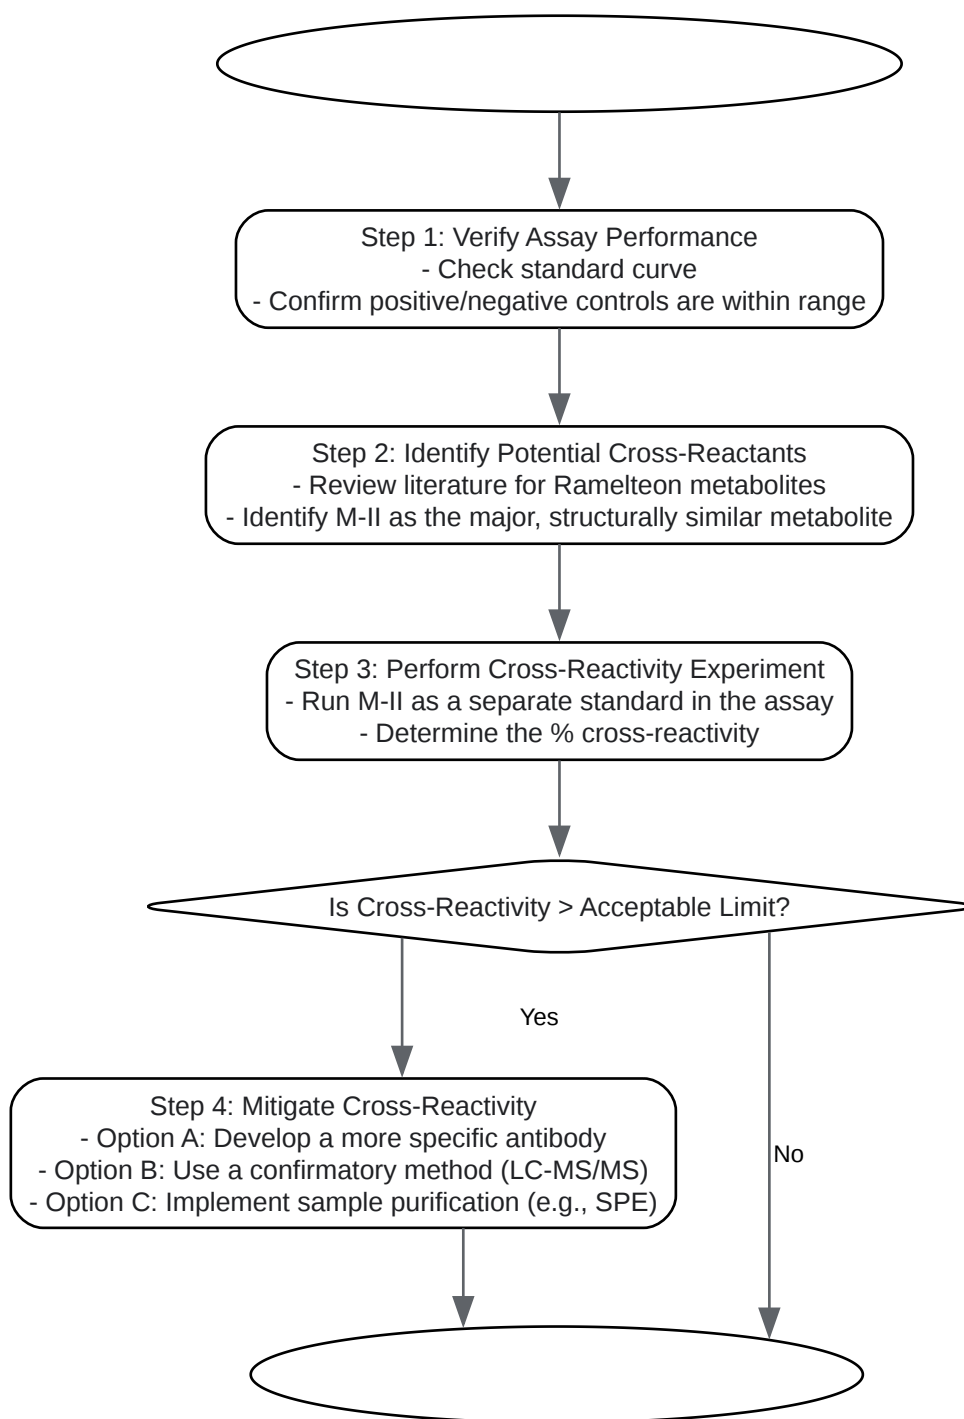 Step 1: Verify Assay Performance
- Check standard curve
- Confirm positive/negative controls are within range
Step 2: Identify Potential Cross-Reactants
- Review literature for Ramelteon metabolites
- Identify M-II as the major, structurally similar metabolite
Step 3: Perform Cross-Reactivity Experiment
- Run M-II as a separate standard in the assay
- Determine the % cross-reactivity
Is Cross-Reactivity > Acceptable Limit?
Yes
Step 4: Mitigate Cross-Reactivity
- Option A: Develop a more specific antibody
- Option B: Use a confirmatory method (LC-MS/MS)
- Option C: Implement sample purification (e.g., SPE)
No